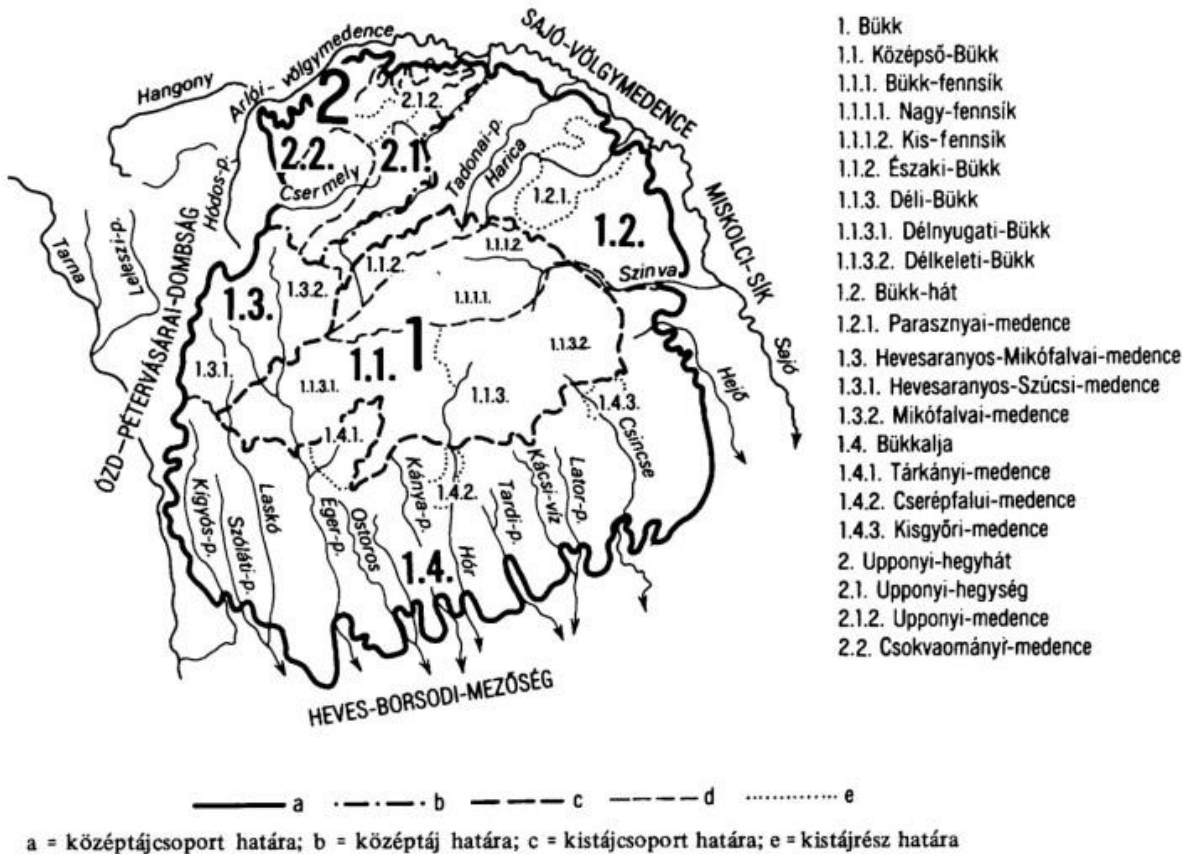 SAJÓ-VÖLGYMEDENCE
Hangony
Arlói-völgymedence
2
2.1.2.
2.2.
2.1.
Csermely
Hódos-p.
Tadonai-p.
Harica
1.2.1.
1.2.
MISKOLCI-SÍK
Tarna
Leleszi-p.
ÓZD–PÉTERVÁSÁRAI-DOMBSÁG
1.1.2.
1.1.1.2.
Szinva
1.3.2.
1.3.
1.1.1.1.
1
1.1.
1.1.3.2.
Sajó
1.3.1.
1.1.3.1.
1.1.3.
Hejő
1.4.3.
1.4.1.
Csincse
Kígyós-p.
Szóláti-p.
Laskó
Eger-p.
Ostoros
Kánya-p.
1.4.2.
Tardi-p.
Kácsi-víz
Lator-p.
1.4.
Hór
HEVES-BORSODI-MEZŐSÉG
1. Bükk
1.1. Középső-Bükk
1.1.1. Bükk-fennsík
1.1.1.1. Nagy-fennsík
1.1.1.2. Kis-fennsík
1.1.2. Északi-Bükk
1.1.3. Déli-Bükk
1.1.3.1. Délnyugati-Bükk
1.1.3.2. Délkeleti-Bükk
1.2. Bükk-hát
1.2.1. Parasznyai-medence
1.3. Hevesaranyos-Mikófalvai-medence
1.3.1. Hevesaranyos-Szúcsi-medence
1.3.2. Mikófalvai-medence
1.4. Bükkalja
1.4.1. Tárkányi-medence
1.4.2. Cserépfalui-medence
1.4.3. Kisgyőri-medence
2. Upponyi-hegyhát
2.1. Upponyi-hegység
2.1.2. Upponyi-medence
2.2. Csokvaományi-medence
a b c d e
a = középtájcsoport határa; b = középtáj határa; c = kistájcsoport határa; e = kistájrész határa